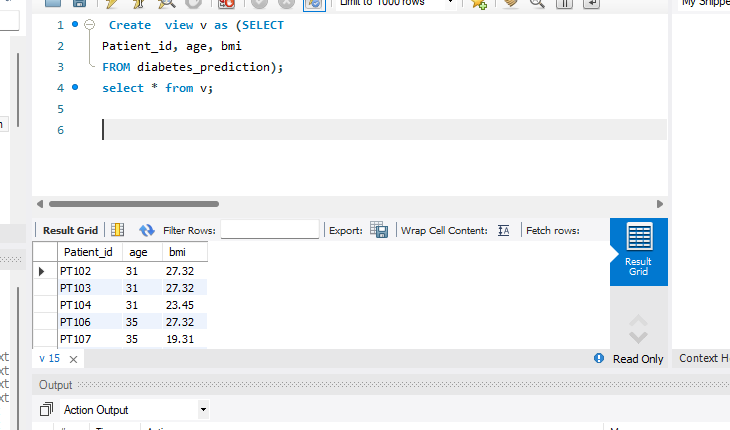 Limit to 1000 rows
My Snippe
1 Create view v as (SELECT
2 Patient_id, age, bmi
3 FROM diabetes_prediction);
4 select * from v;
5
6
Result Grid Filter Rows: Export: Wrap Cell Content: Fetch rows:
Patient_id age bmi
PT102 31 27.32
PT103 31 27.32
PT104 31 23.45
PT106 35 27.32
PT107 35 19.31
Result
Grid
v 15
Read Only
Context H
Output
Action Output